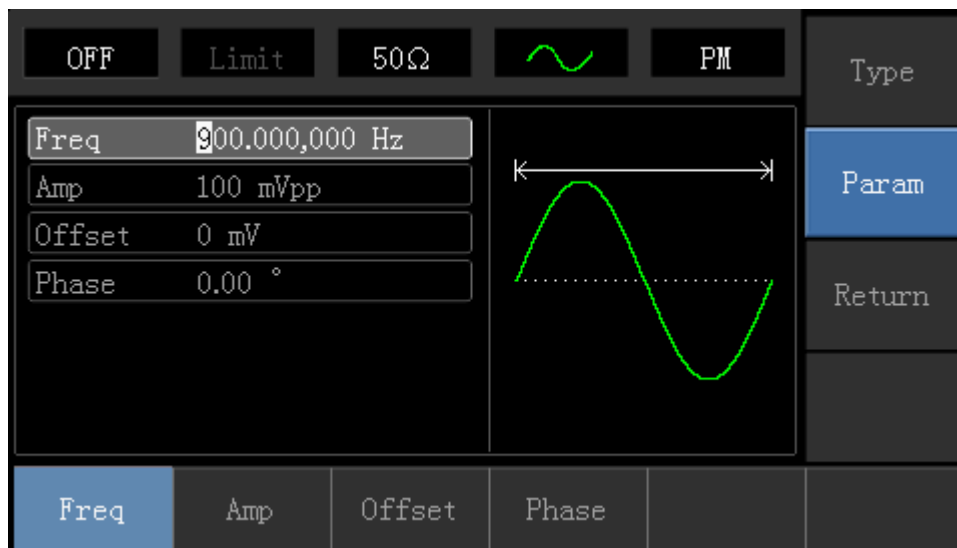 OFF Limit 50Ω PM
Type
Freq 900.000,000 Hz
Amp 100 mVpp
Param
Offset 0 mV
Phase 0.00 °
Return
Freq Amp Offset Phase